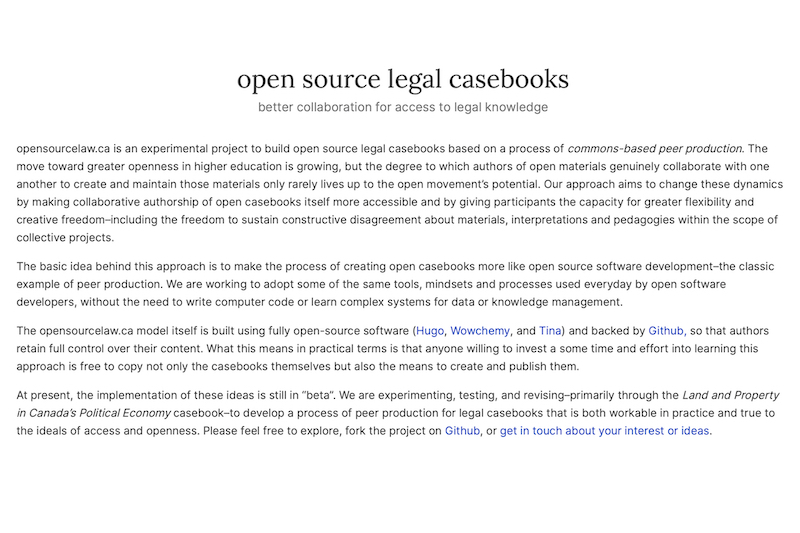 open source legal casebooks
better collaboration for access to legal knowledge
opensourcelaw.ca is an experimental project to build open source legal casebooks based on a process of commons-based peer production. The
move toward greater openness in higher education is growing, but the degree to which authors of open materials genuinely collaborate with one
another to create and maintain those materials only rarely lives up to the open movement's potential. Our approach aims to change these dynamics
by making collaborative authorship of open casebooks itself more accessible and by giving participants the capacity for greater flexibility and
creative freedom–including the freedom to sustain constructive disagreement about materials, interpretations and pedagogies within the scope of
collective projects.
The basic idea behind this approach is to make the process of creating open casebooks more like open source software development–the classic
example of peer production. We are working to adopt some of the same tools, mindsets and processes used everyday by open software
developers, without the need to write computer code or learn complex systems for data or knowledge management.
The opensourcelaw.ca model itself is built using fully open-source software (Hugo, Wowchemy, and Tina) and backed by Github, so that authors
retain full control over their content. What this means in practical terms is that anyone willing to invest a some time and effort into learning this
approach is free to copy not only the casebooks themselves but also the means to create and publish them.
At present, the implementation of these ideas is still in "beta". We are experimenting, testing, and revising–primarily through the Land and Property
in Canada's Political Economy casebook–to develop a process of peer production for legal casebooks that is both workable in practice and true to
the ideals of access and openness. Please feel free to explore, fork the project on Github, or get in touch about your interest or ideas.